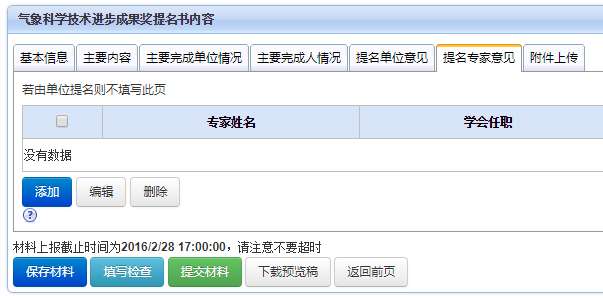 气象科学技术进步成果奖提名书内容
基本信息 主要内容 主要完成单位情况 主要完成人情况 提名单位意见 提名专家意见 附件上传
若由单位提名则不填写此页
专家姓名 学会任职
没有数据
添加 编辑 删除
?
材料上报截止时间为2016/2/28 17:00:00，请注意不要超时
保存材料 填写检查 提交材料 下载预览稿 返回前页